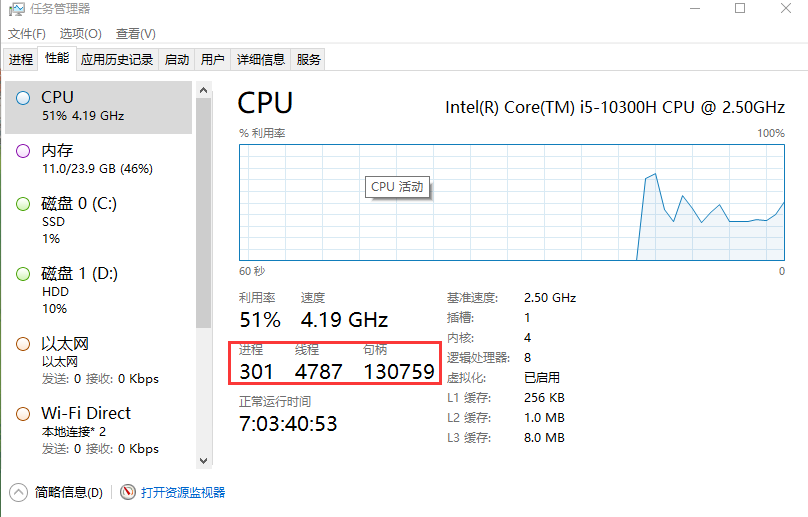 任务管理器
文件(F) 选项(O) 查看(V)
进程 性能 应用历史记录 启动 用户 详细信息 服务
CPU
51% 4.19 GHz
内存
11.0/23.9 GB (46%)
磁盘 0 (C:)
SSD
1%
磁盘 1 (D:)
HDD
10%
以太网
以太网
发送: 0 接收: 0 Kbps
Wi-Fi Direct
本地连接* 2
发送: 0 接收: 0 Kbps
CPU
Intel(R) Core(TM) i5-10300H CPU @ 2.50GHz
% 利用率 100%
CPU 活动
60 秒 0
利用率 速度
51% 4.19 GHz
进程 线程 句柄
301 4787 130759
正常运行时间
7:03:40:53
基准速度: 2.50 GHz
插槽: 1
内核: 4
逻辑处理器: 8
虚拟化: 已启用
L1 缓存: 256 KB
L2 缓存: 1.0 MB
L3 缓存: 8.0 MB
简略信息(D) 打开资源监视器